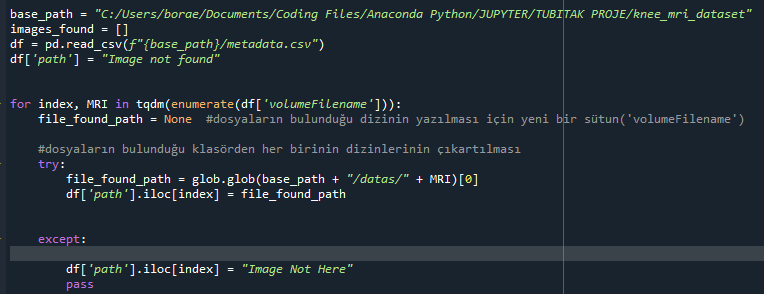 base_path = "C:/Users/borae/Documents/Coding Files/Anaconda Python/JUPYTER/TUBITAK PROJE/knee_mri_dataset"
images_found = []
df = pd.read_csv(f"{base_path}/metadata.csv")
df['path'] = "Image not found"
for index, MRI in tqdm(enumerate(df['volumeFilename'])):
    file_found_path = None  #dosyaların bulunduğu dizinin yazılması için yeni bir sütun('volumeFilename')
    #dosyaların bulunduğu klasörden her birinin dizinlerinin çıkartılması
    try:
        file_found_path = glob.glob(base_path + "/datas/" + MRI)[0]
        df['path'].iloc[index] = file_found_path
    except:
        df['path'].iloc[index] = "Image Not Here"
        pass